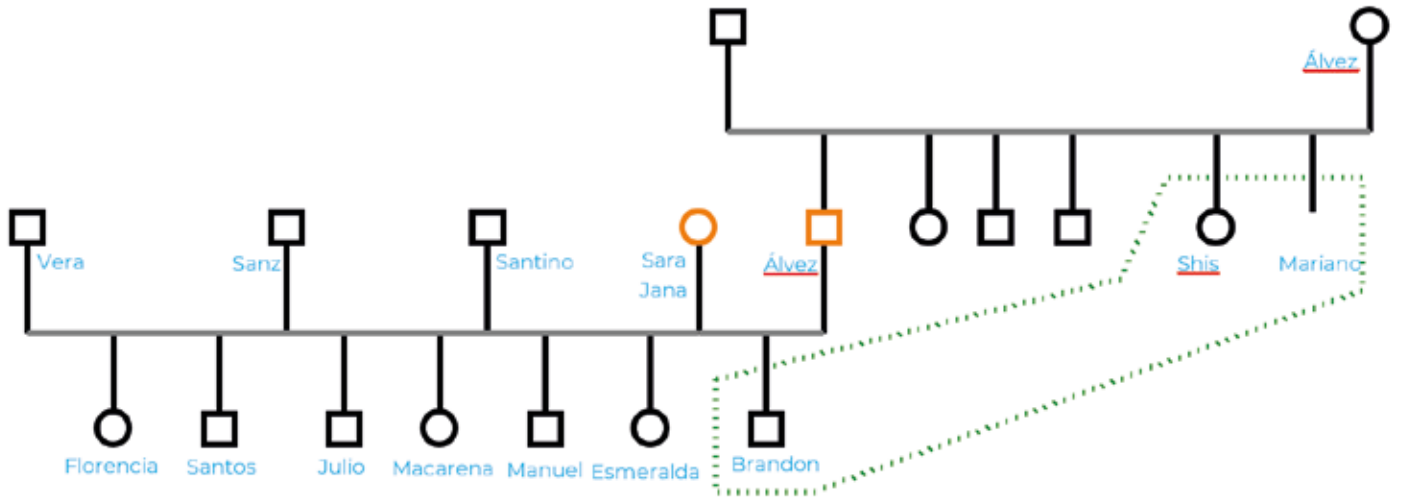 Álvez
Vera
Sanz
Santino
Sara
Jana
Álvez
Shis
Mariano
Florencia
Santos
Julio
Macarena
Manuel
Esmeralda
Brandon